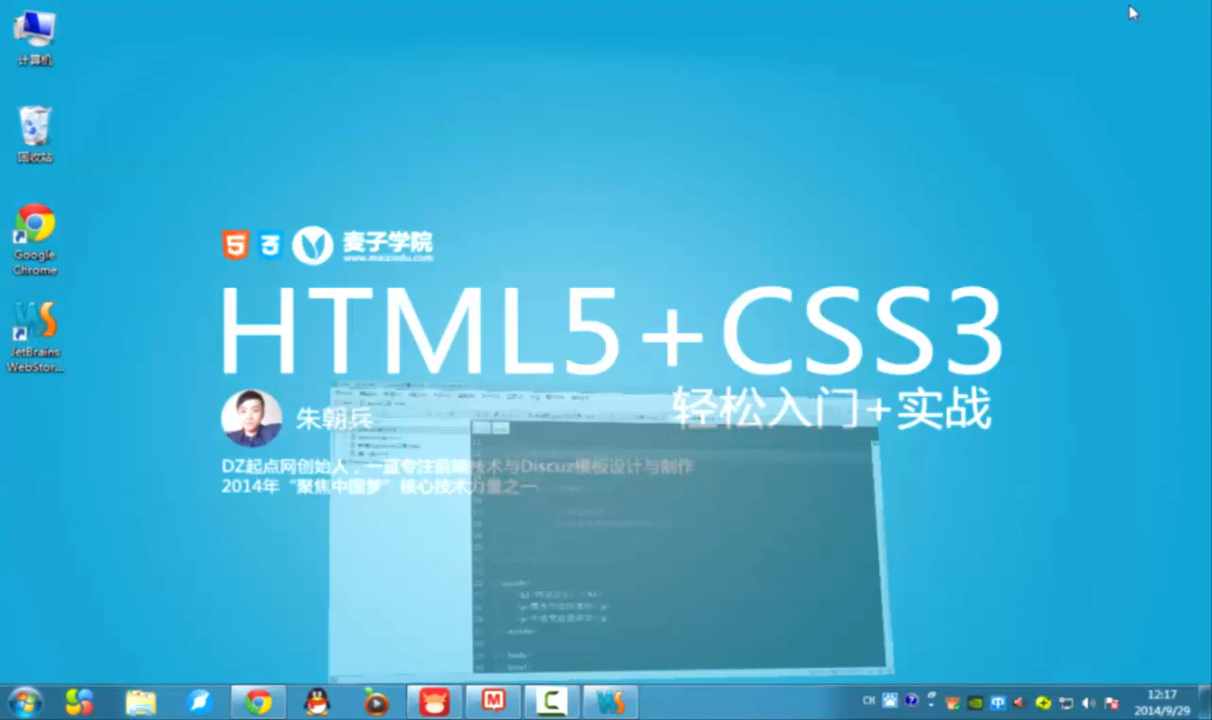 计算机
回收站
Google
Chrome
JetBrains
WebStor...
5
3
麦子学院
www.maiziedu.com
HTML5+CSS3
轻松入门+实战
朱朝兵
DZ起点网创始人，一直专注前端技术与Discuz模板设计与制作
2014年“聚焦中国梦”核心技术力量之一
CH
中
12:17
2014/9/29